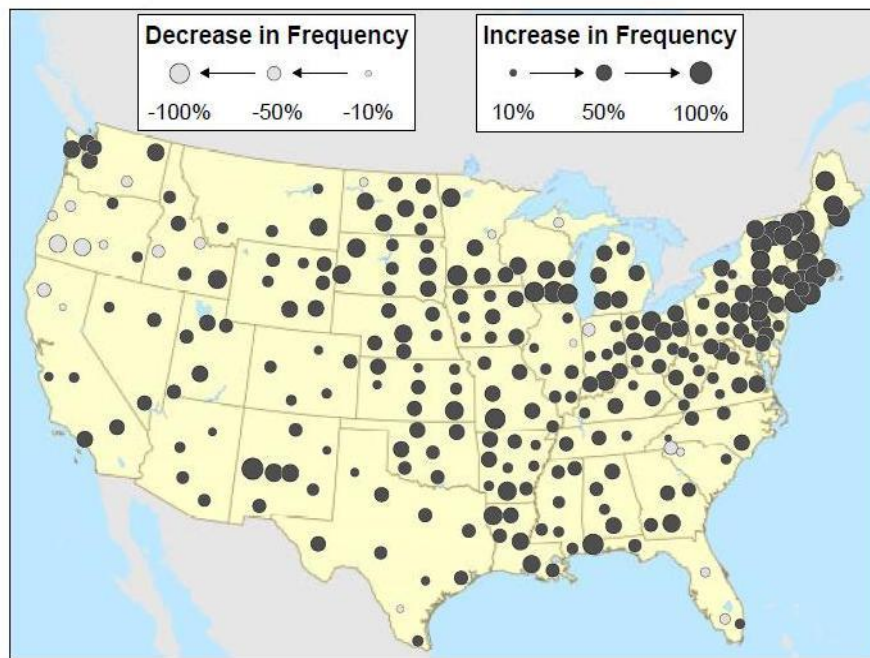 Decrease in Frequency
-100% -50% -10%
Increase in Frequency
10% 50% 100%